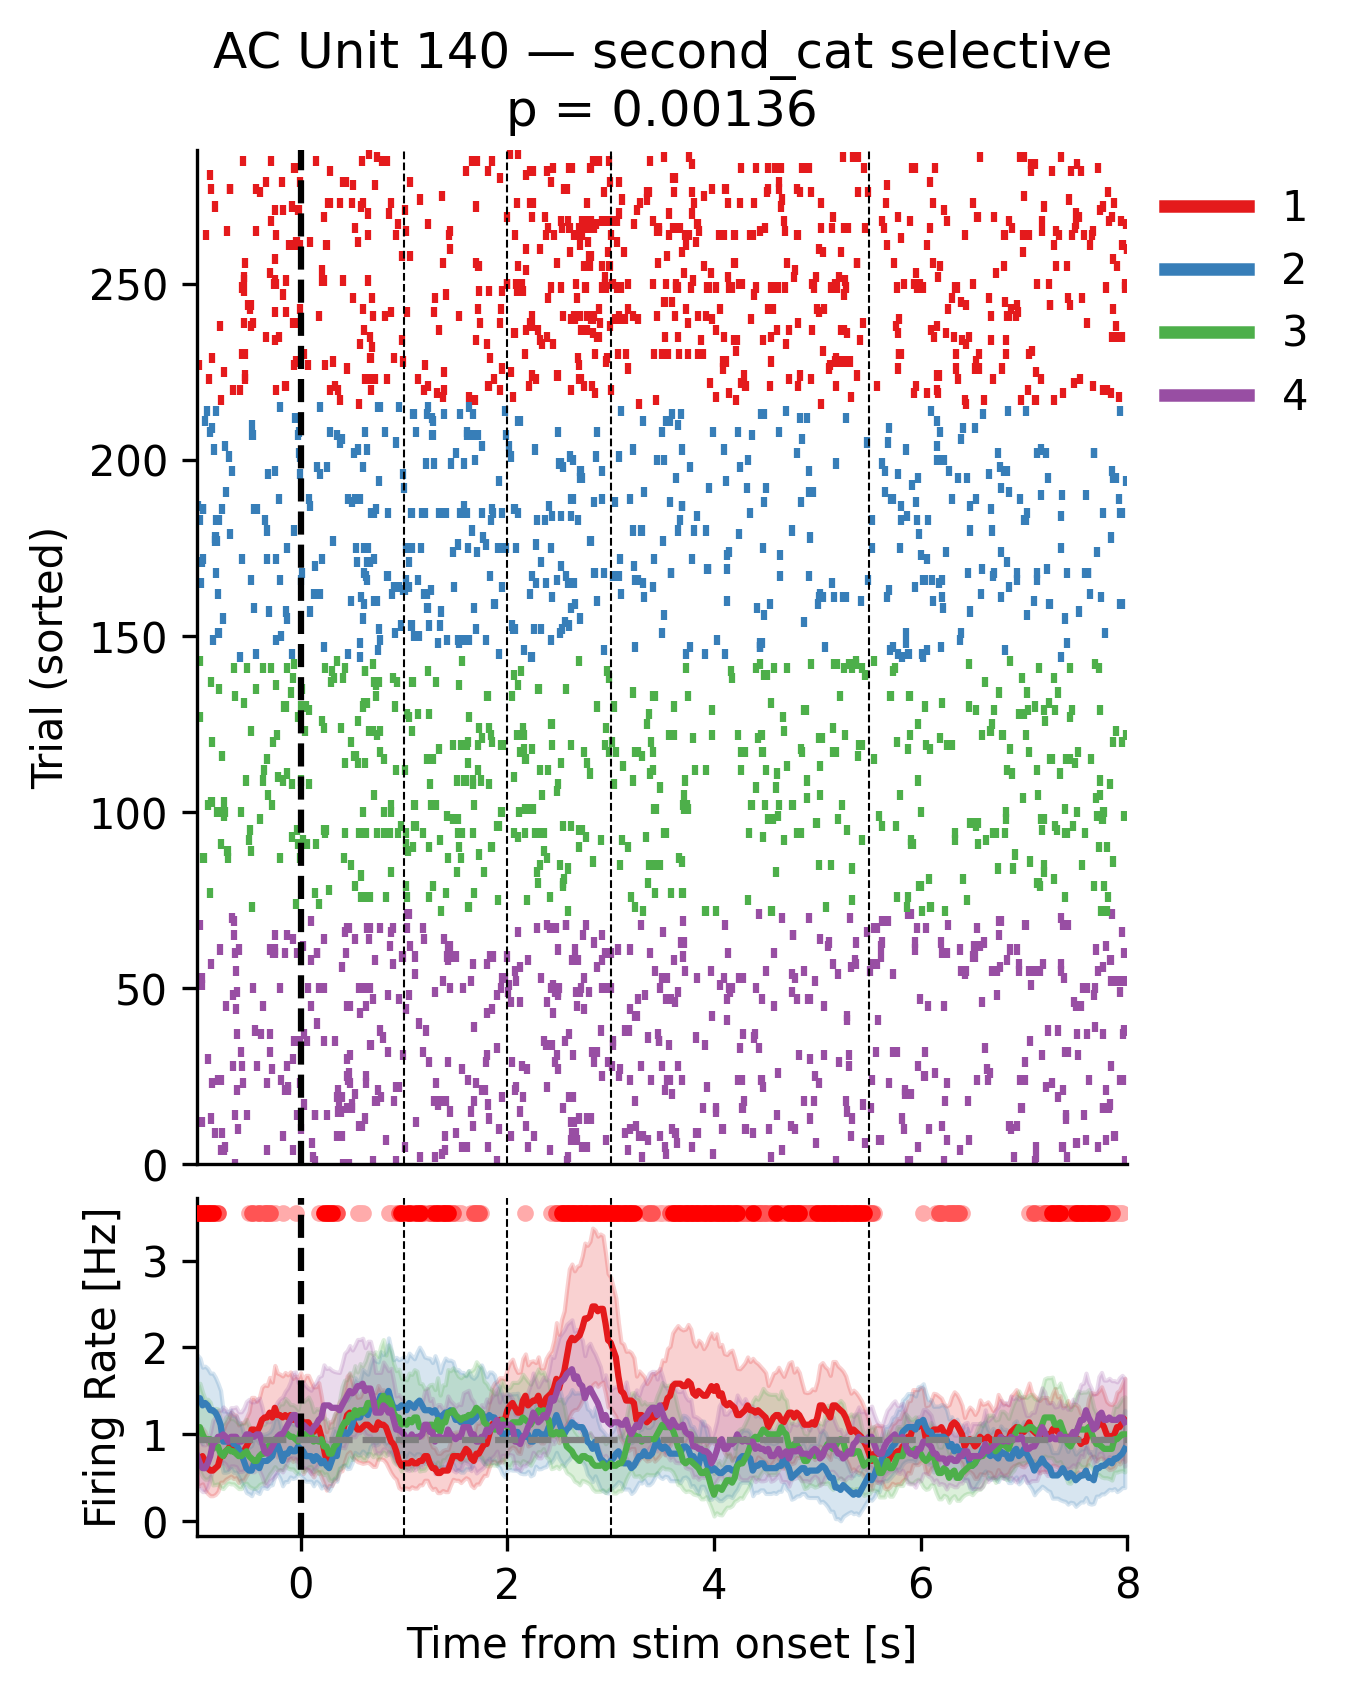 AC Unit 140 — second_cat selective
p = 0.00136
1
2
3
4
Trial (sorted)
250
200
150
100
50
0
Firing Rate [Hz]
3
2
1
0
0 2 4 6 8
Time from stim onset [s]